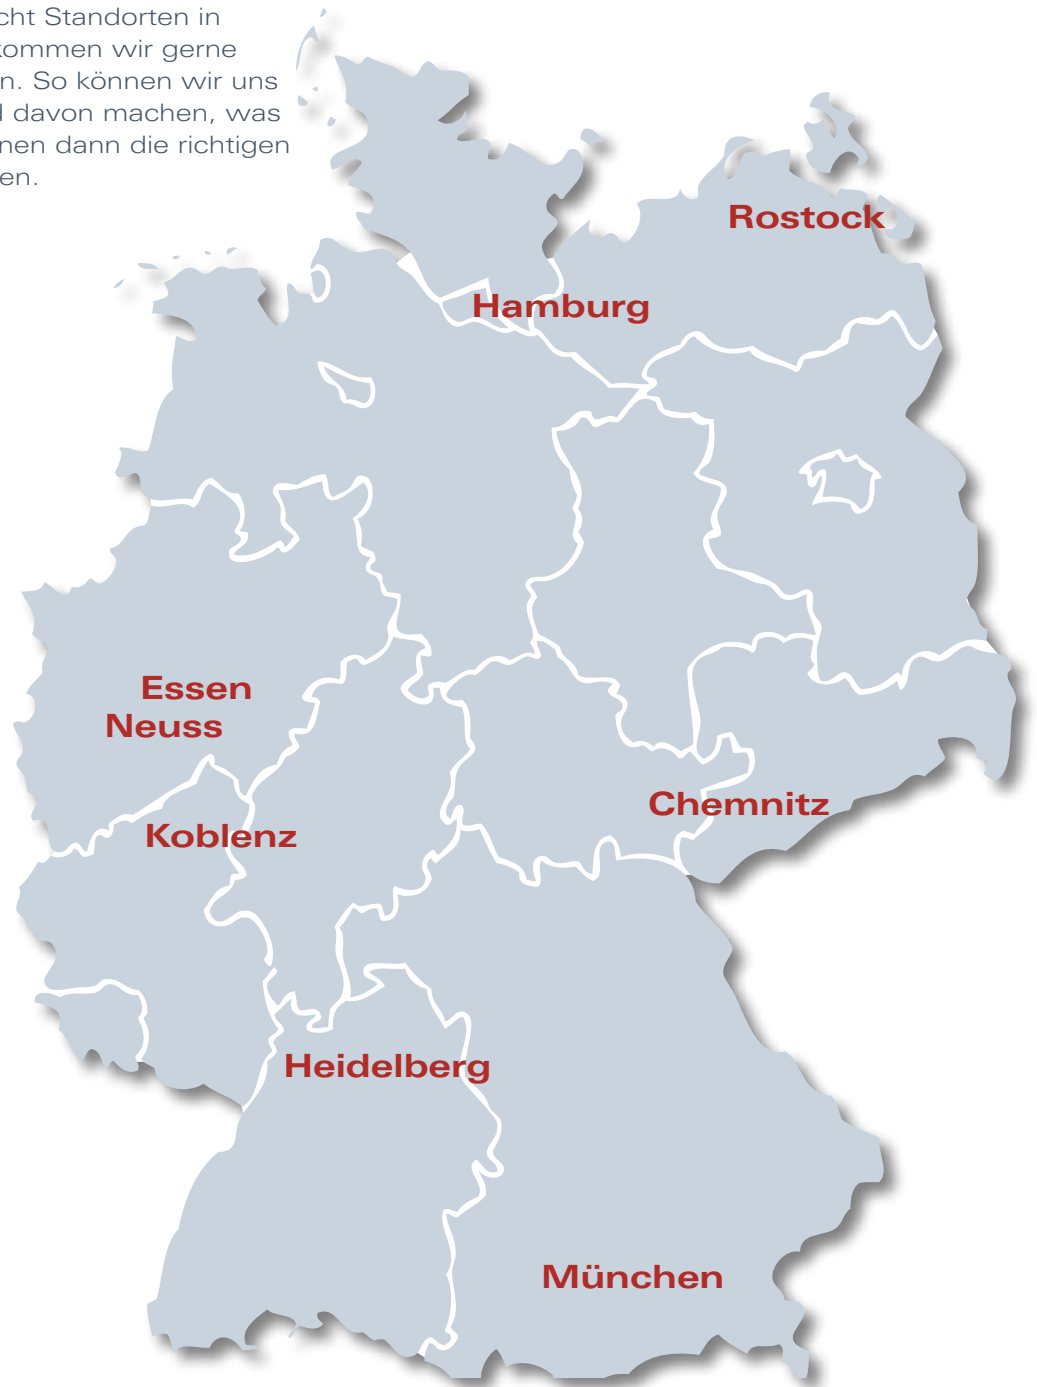 cht Standorten in
kommen wir gerne
n. So können wir uns
d davon machen, was
nen dann die richtigen
en.
Rostock
Hamburg
Essen
Neuss
Chemnitz
Koblenz
Heidelberg
München